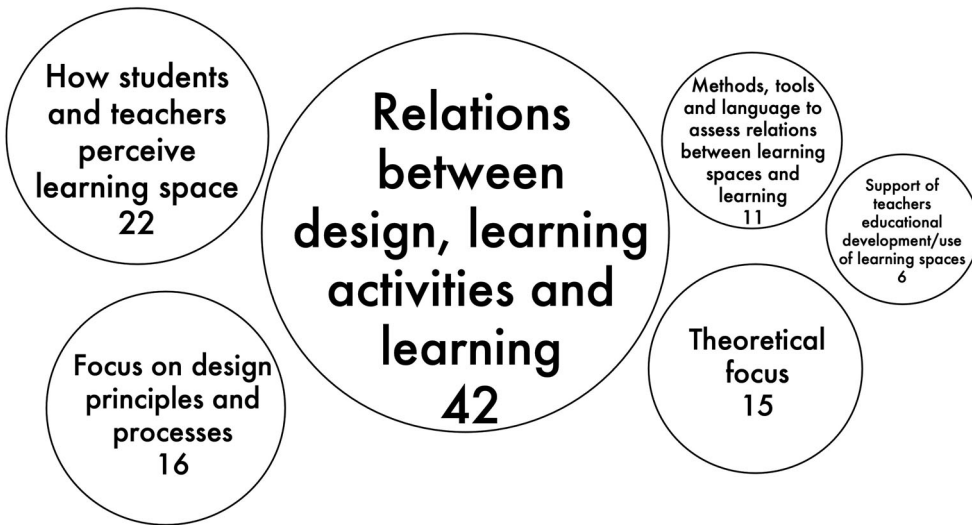 How students
and teachers
perceive
learning space
22
Relations
between
design, learning
activities and
learning
42
Methods, tools
and language to
assess relations
between learning
spaces and
learning
11
Support of
teachers
educational
development/use
of learning spaces
6
Focus on design
principles and
processes
16
Theoretical
focus
15